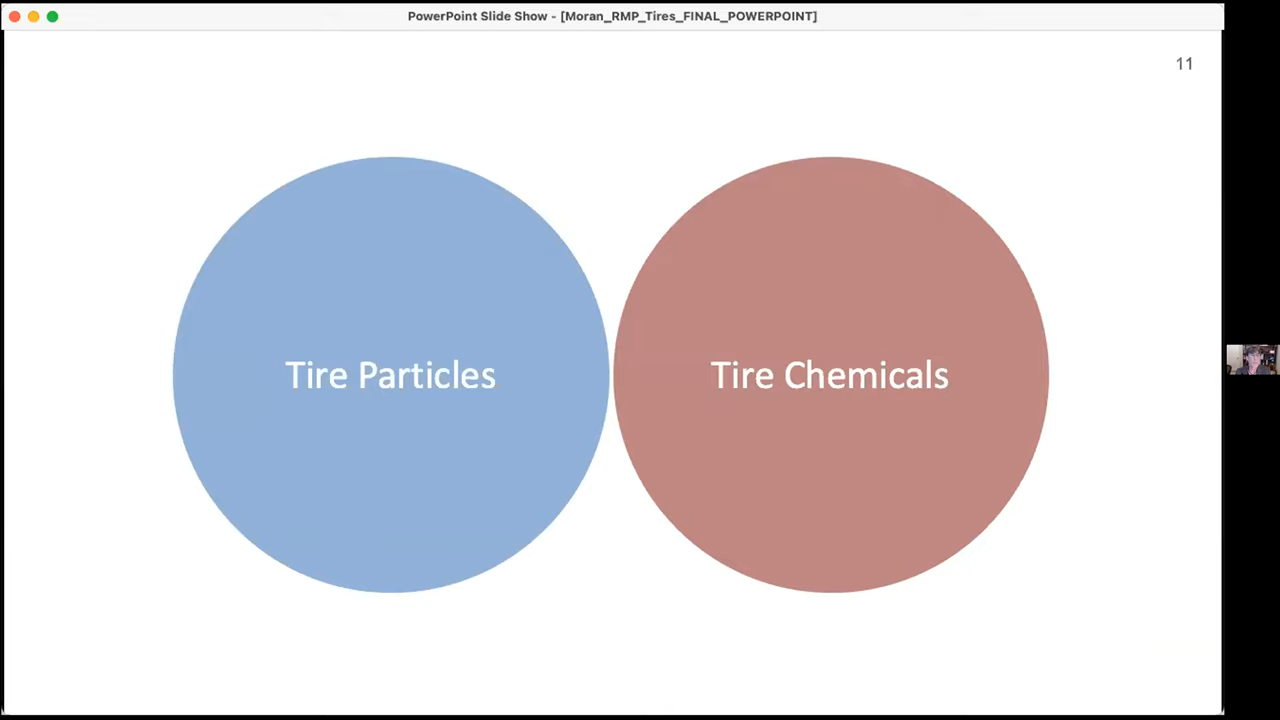 PowerPoint Slide Show - [Moran_RMP_Tires_FINAL_POWERPOINT]
11
Tire Particles
Tire Chemicals